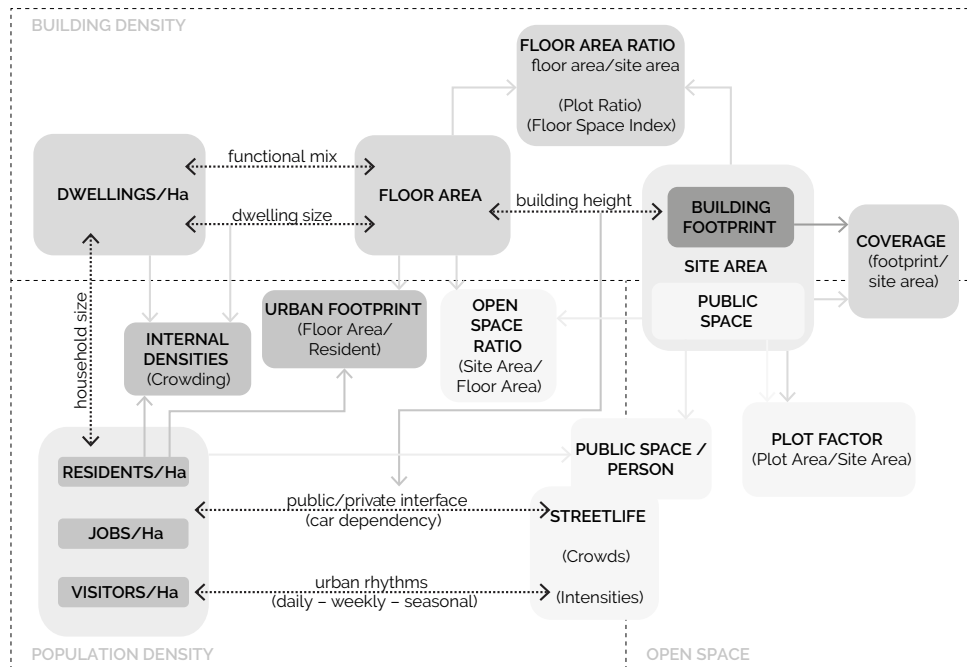 BUILDING DENSITY
FLOOR AREA RATIO
floor area/site area
(Plot Ratio)
(Floor Space Index)
functional mix
DWELLINGS/Ha
FLOOR AREA
dwelling size
building height
BUILDING
FOOTPRINT
SITE AREA
PUBLIC
SPACE
COVERAGE
(footprint/
site area)
household size
INTERNAL
DENSITIES
(Crowding)
URBAN FOOTPRINT
(Floor Area/
Resident)
OPEN
SPACE
RATIO
(Site Area/
Floor Area)
PLOT FACTOR
(Plot Area/Site Area)
PUBLIC SPACE /
PERSON
RESIDENTS/Ha
JOBS/Ha
VISITORS/Ha
public/private interface
(car dependency)
STREETLIFE
(Crowds)
(Intensities)
urban rhythms
(daily – weekly – seasonal)
POPULATION DENSITY
OPEN SPACE